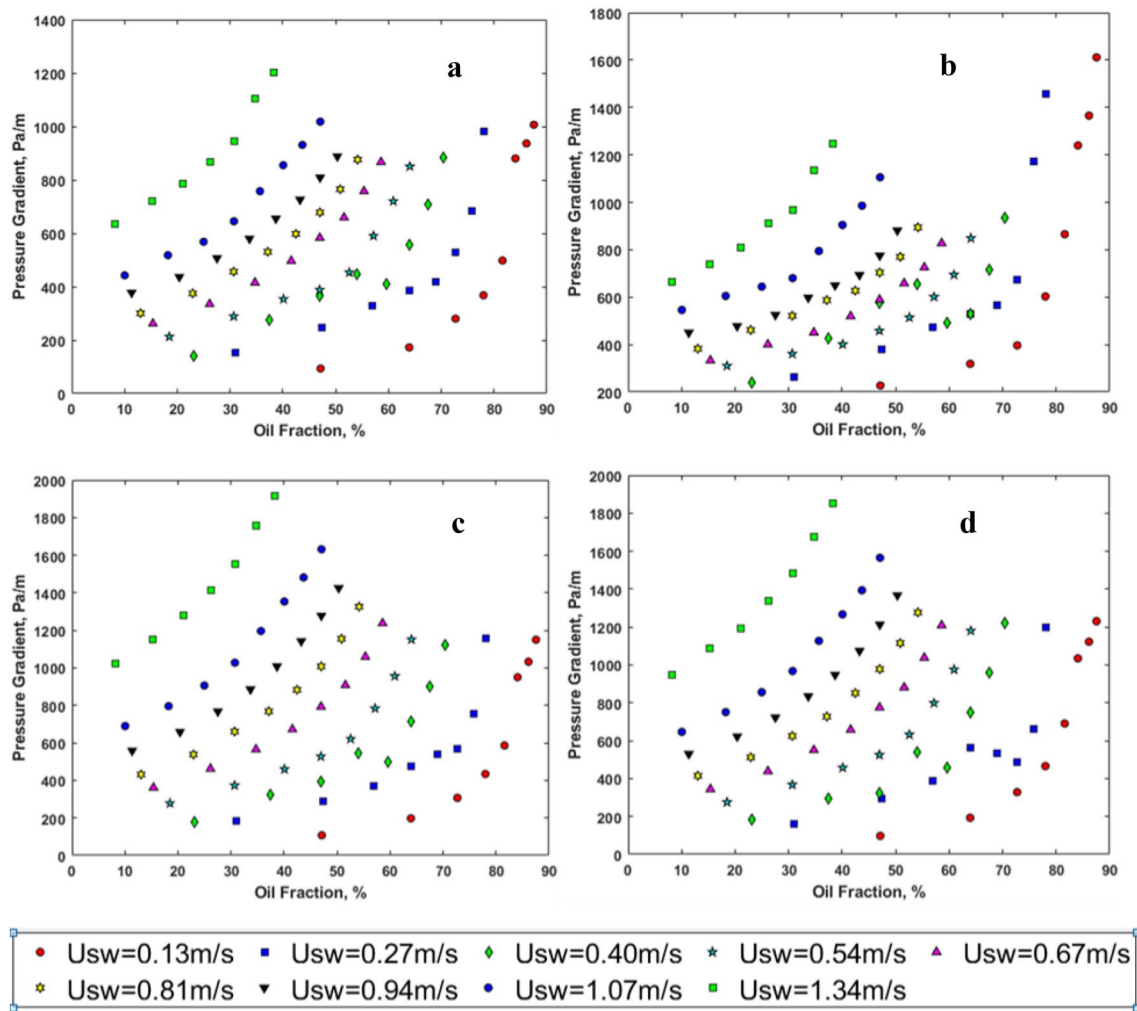 1400
1200
1000
800
600
400
200
0
Pressure Gradient, Pa/m
a
0 10 20 30 40 50 60 70 80 90
Oil Fraction, %
1800
1600
1400
1200
1000
800
600
400
200
Pressure Gradient, Pa/m
b
0 10 20 30 40 50 60 70 80 90
Oil Fraction, %
2000
1800
1600
1400
1200
1000
800
600
400
200
0
Pressure Gradient, Pa/m
c
0 10 20 30 40 50 60 70 80 90
Oil Fraction, %
2000
1800
1600
1400
1200
1000
800
600
400
200
0
Pressure Gradient, Pa/m
d
0 10 20 30 40 50 60 70 80 90
Oil Fraction, %
Usw=0.13m/s Usw=0.27m/s Usw=0.40m/s Usw=0.54m/s Usw=0.67m/s
Usw=0.81m/s Usw=0.94m/s Usw=1.07m/s Usw=1.34m/s